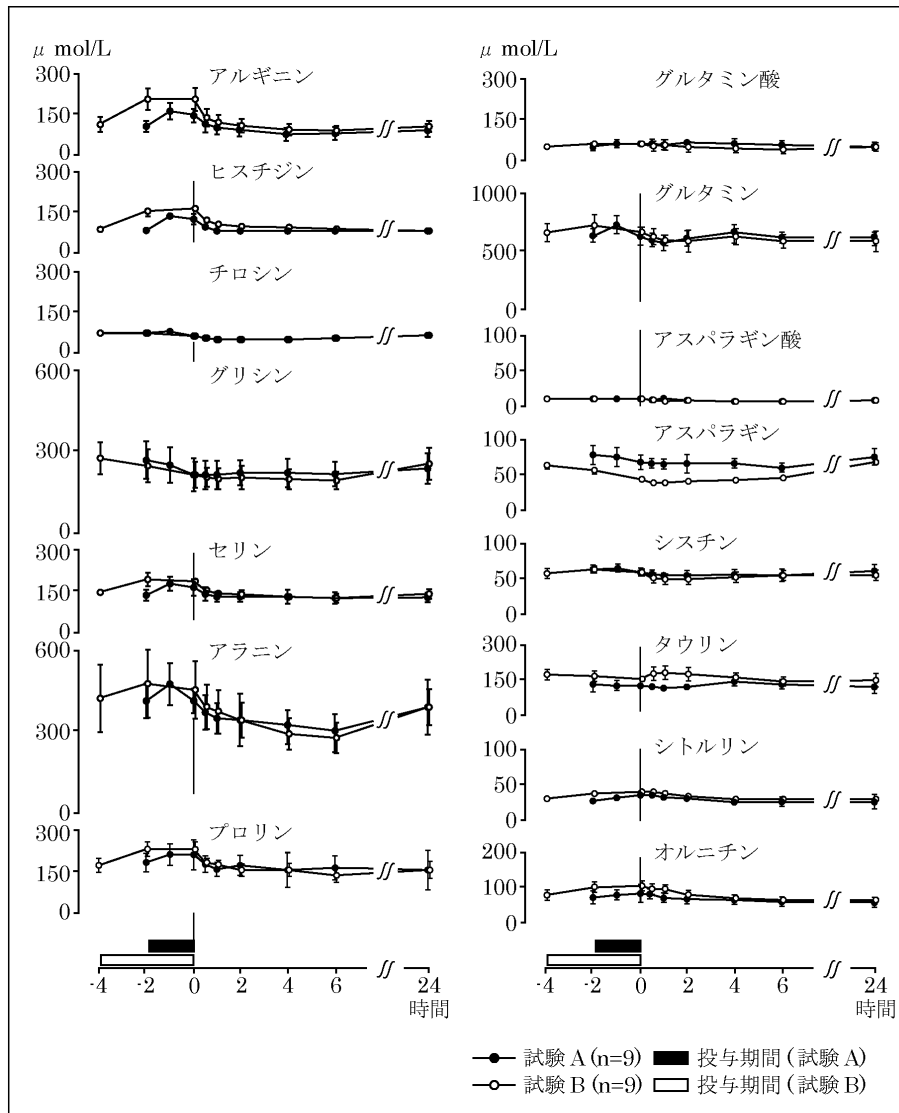 μ mol/L
アルギニン
300
150
0
ヒスチジン
300
150
0
チロシン
300
150
0
グリシン
600
300
0
セリン
300
150
0
アラニン
600
300
0
プロリン
300
150
0
-4 -2 0 2 4 6 24
時間
μ mol/L
グルタミン酸
300
150
0
グルタミン
1000
500
0
アスパラギン酸
100
50
0
アスパラギン
100
50
0
シスチン
100
50
0
タウリン
300
150
0
シトルリン
100
50
0
オルニチン
200
100
0
-4 -2 0 2 4 6 24
時間
試験A (n=9) 投与期間 (試験A)
試験B (n=9) 投与期間 (試験B)